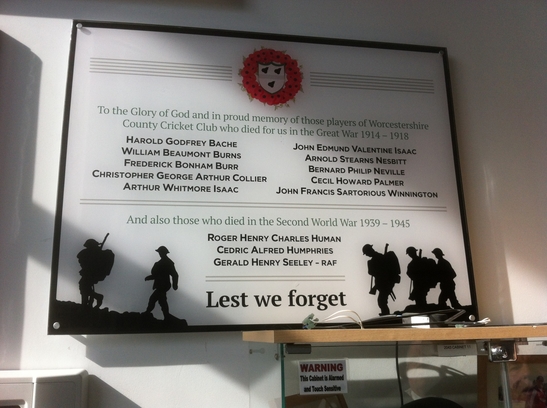 To the Glory of God and in proud memory of those players of Worcestershire
County Cricket Club who died for us in the Great War 1914 – 1918
Harold Godfrey Bache
William Beaumont Burns
Frederick Bonham Burr
Christopher George Arthur Collier
Arthur Whitmore Isaac
John Edmund Valentine Isaac
Arnold Stearns Nesbitt
Bernard Philip Neville
Cecil Howard Palmer
John Francis Sartorious Winnington
And also those who died in the Second World War 1939 – 1945
Roger Henry Charles Human
Cedric Alfred Humphries
Gerald Henry Seeley - RAF
Lest we forget
WARNING
This Cabinet is Alarmed
and Touch Sensitive